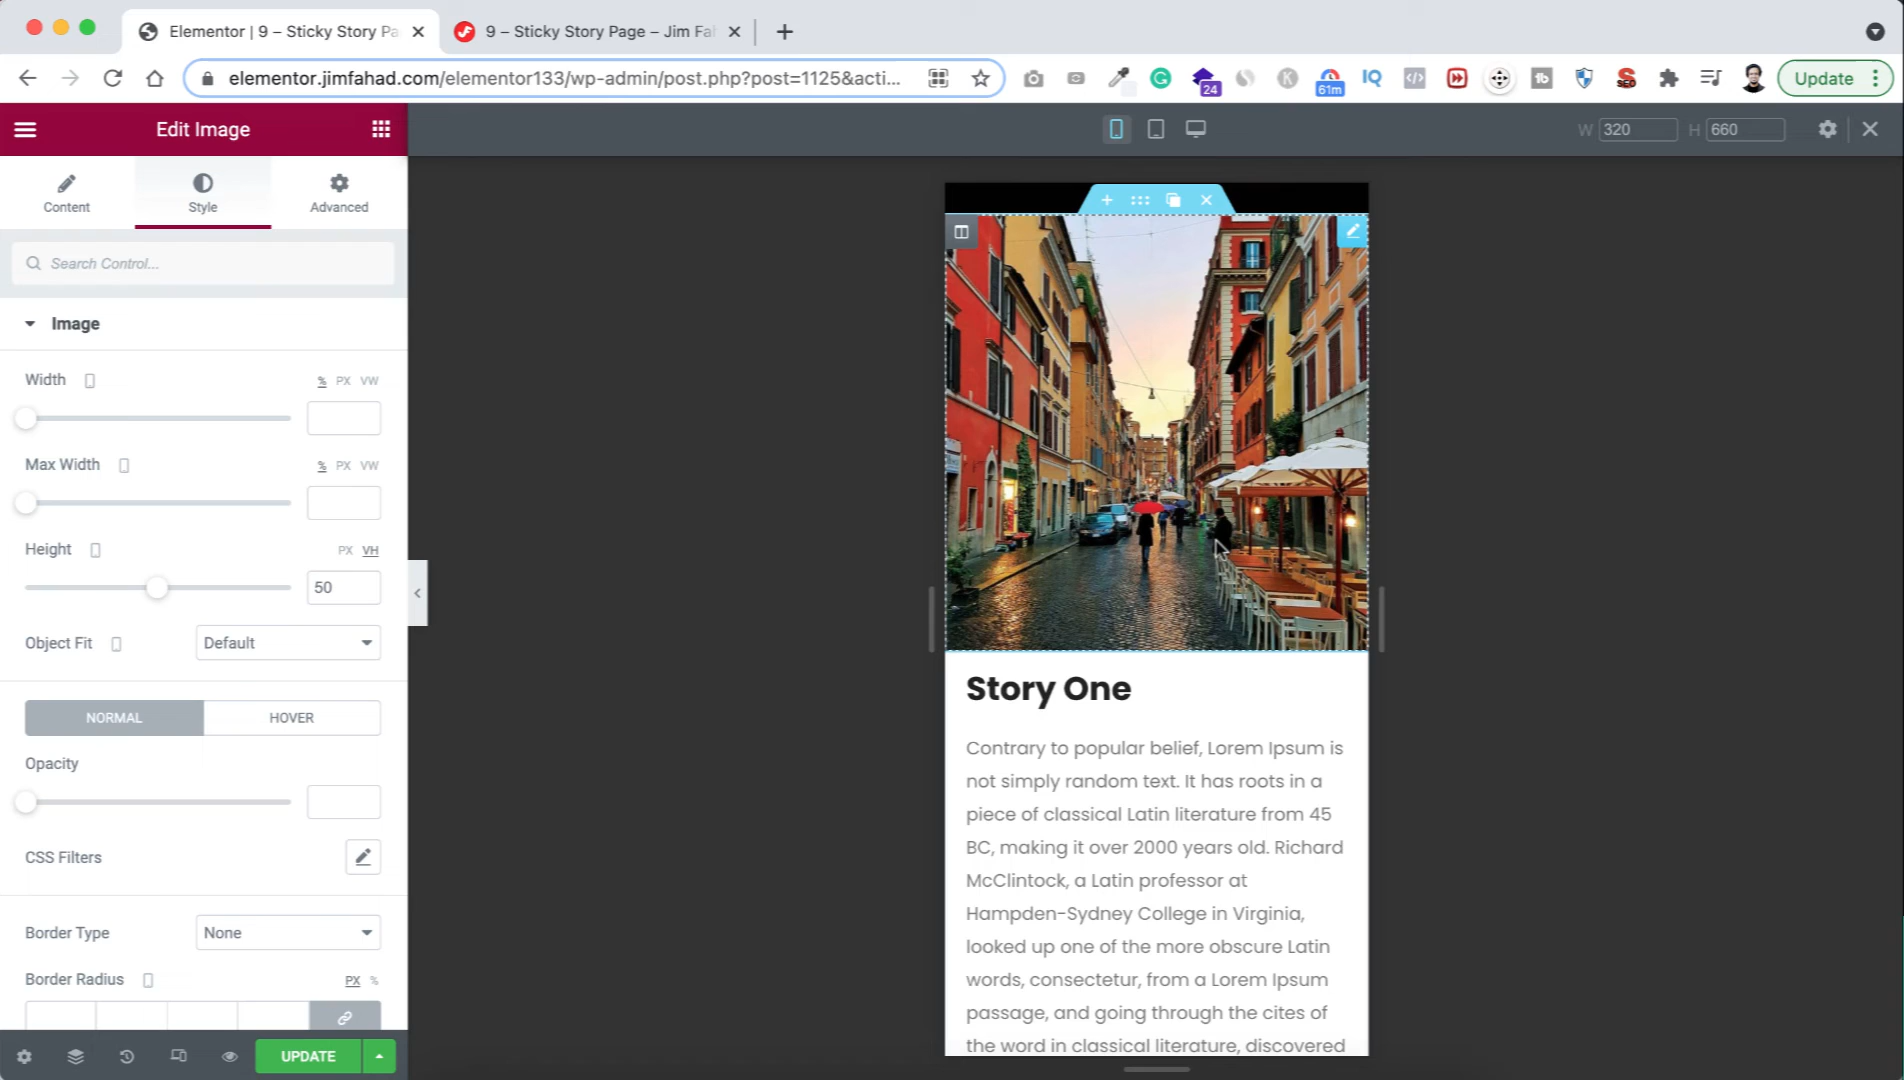 Elementor | 9 – Sticky Story Pa
9 – Sticky Story Page – Jim Fah
elementor.jimfahad.com/elementor133/wp-admin/post.php?post=1125&acti...
24
61m
IQ
SEO
Update
Edit Image
W 320 H 660
Content
Style
Advanced
Search Control...
Image
Width
% PX VW
Max Width
% PX VW
Height
PX VH
50
Object Fit
Default
NORMAL
HOVER
Opacity
CSS Filters
Border Type
None
Border Radius
PX %
UPDATE
Story One
Contrary to popular belief, Lorem Ipsum is
not simply random text. It has roots in a
piece of classical Latin literature from 45
BC, making it over 2000 years old. Richard
McClintock, a Latin professor at
Hampden-Sydney College in Virginia,
looked up one of the more obscure Latin
words, consectetur, from a Lorem Ipsum
passage, and going through the cites of
the word in classical literature, discovered